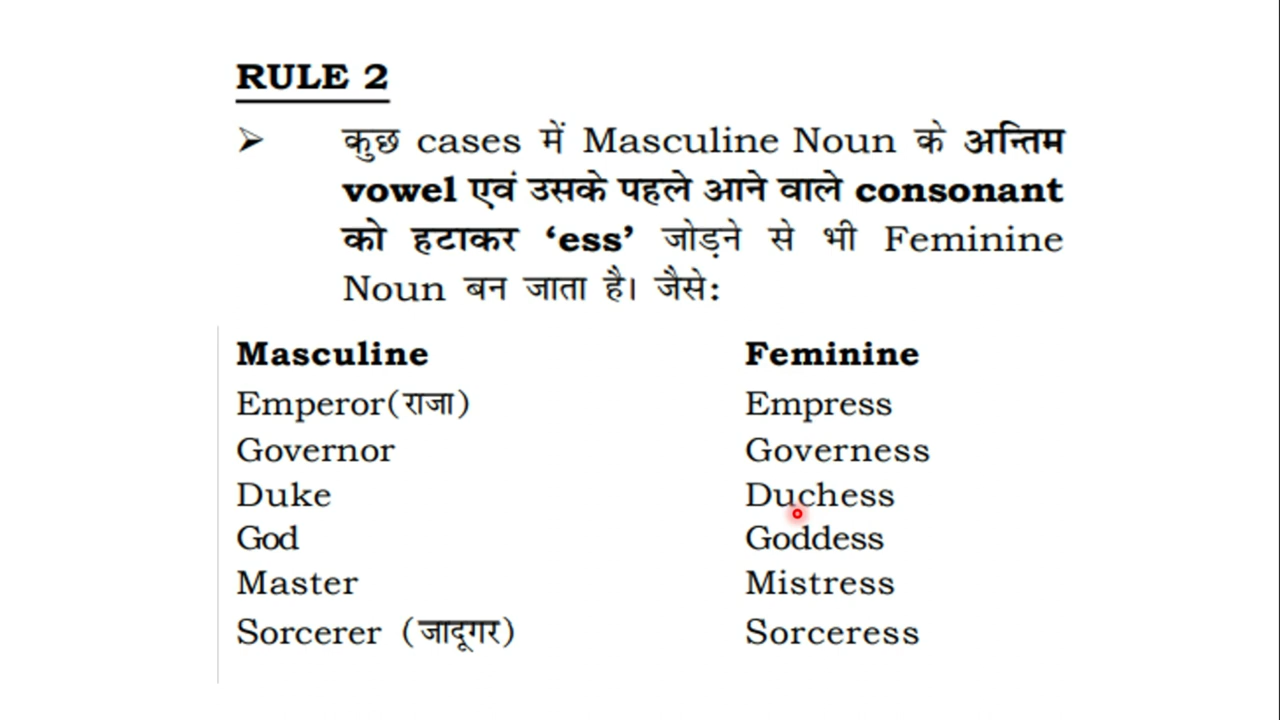 RULE 2
➢ कुछ cases में Masculine Noun के अन्तिम
vowel एवं उसके पहले आने वाले consonant
को हटाकर ‘ess’ जोड़ने से भी Feminine
Noun बन जाता है। जैसे:
Masculine Feminine
Emperor(राजा) Empress
Governor Governess
Duke Duchess
God Goddess
Master Mistress
Sorcerer (जादूगर) Sorceress